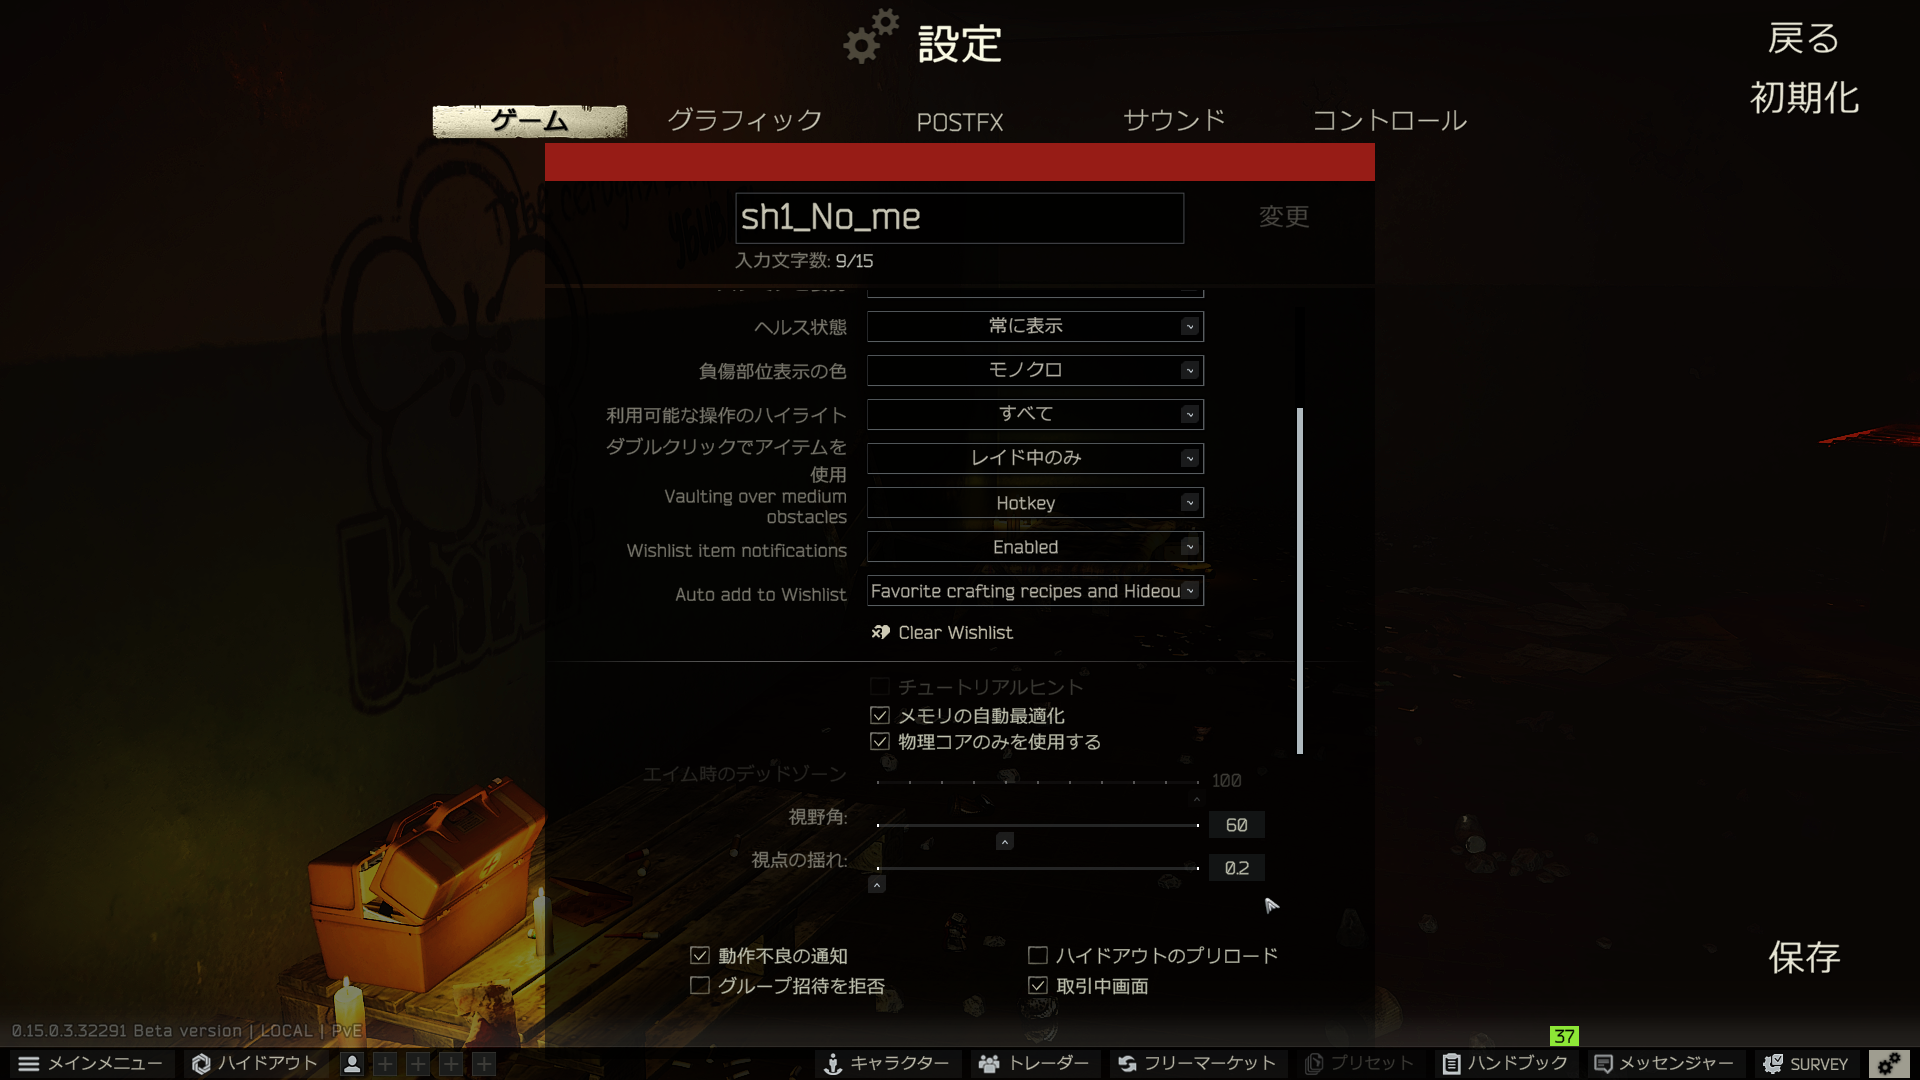 設定
戻る
初期化
ゲーム
グラフィック
POSTFX
サウンド
コントロール
sh1_No_me
変更
入力文字数: 9/15
ヘルス状態
常に表示
負傷部位表示の色
モノクロ
利用可能な操作のハイライト
すべて
ダブルクリックでアイテムを
使用
レイド中のみ
Vaulting over medium
obstacles
Hotkey
Wishlist item notifications
Enabled
Auto add to Wishlist
Favorite crafting recipes and Hideou
Clear Wishlist
チュートリアルヒント
メモリの自動最適化
物理コアのみを使用する
エイム時のデッドゾーン
100
視野角:
60
視点の揺れ:
0.2
動作不良の通知
ハイドアウトのプリロード
グループ招待を拒否
取引中画面
保存
0.15.0.3.32291 Beta version | LOCAL | PvE
37
メインメニュー
ハイドアウト
キャラクター
トレーダー
フリーマーケット
プリセット
ハンドブック
メッセンジャー
SURVEY